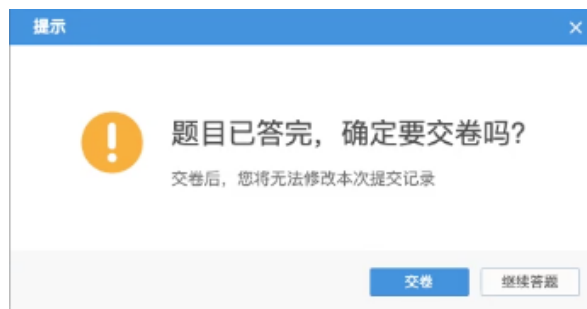 提示
题目已答完，确定要交卷吗?
交卷后，您将无法修改本次提交记录
交卷
继续答题